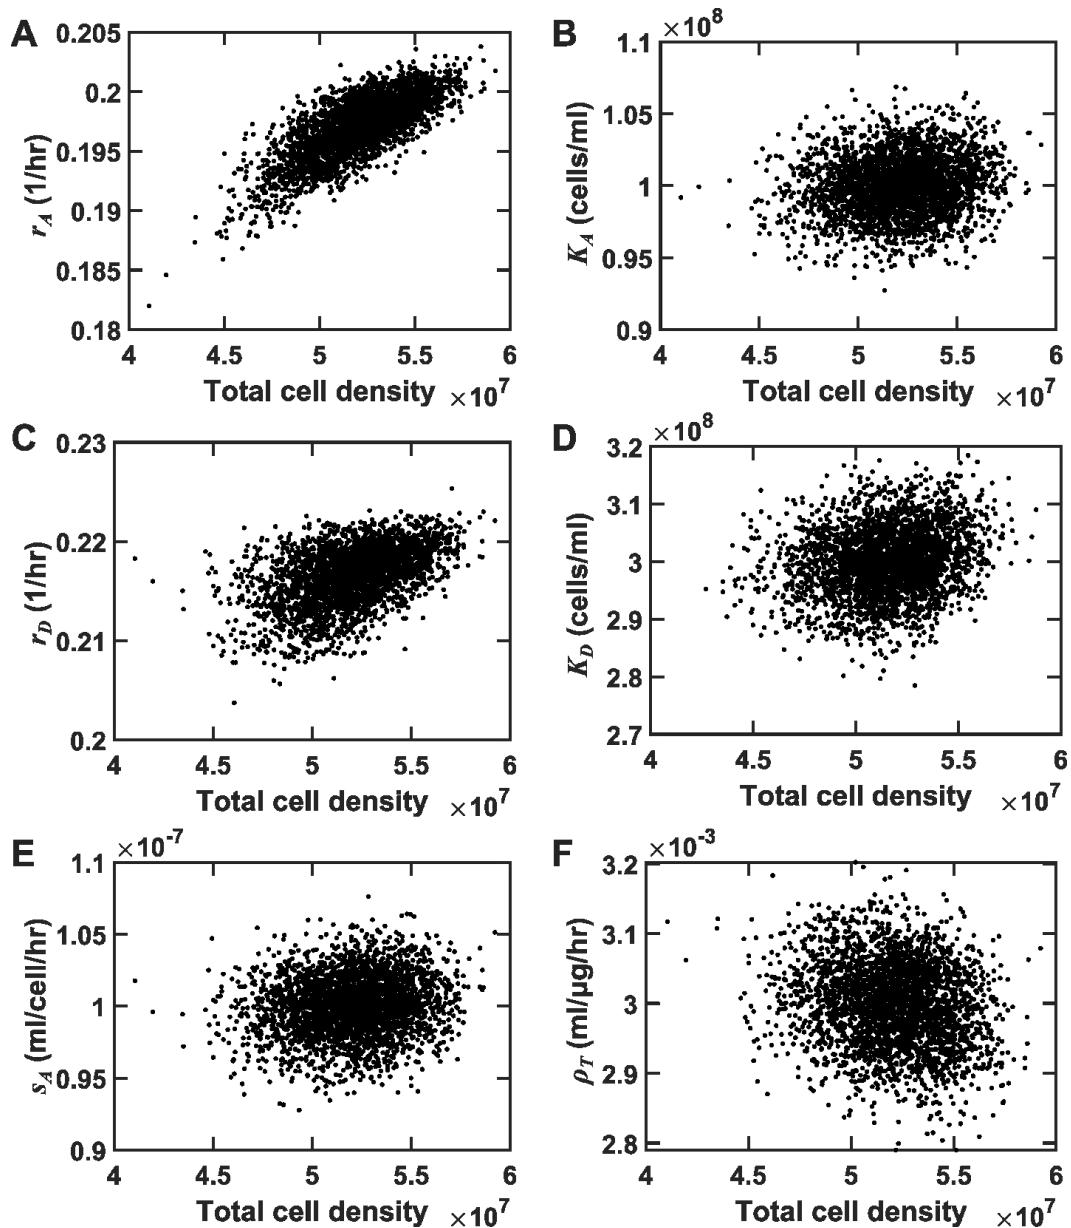 A
0.205
0.2
0.195
0.19
0.185
0.18
r_A (1/hr)
4 4.5 5 5.5 6
Total cell density ×10^7
B
×10^8
1.1
1.05
1
0.95
0.9
K_A (cells/ml)
4 4.5 5 5.5 6
Total cell density ×10^7
C
0.23
0.22
0.21
0.2
r_D (1/hr)
4 4.5 5 5.5 6
Total cell density ×10^7
D
×10^8
3.2
3.1
3
2.9
2.8
2.7
K_D (cells/ml)
4 4.5 5 5.5 6
Total cell density ×10^7
E
×10^-7
1.1
1.05
1
0.95
0.9
s_A (ml/cell/hr)
4 4.5 5 5.5 6
Total cell density ×10^7
F
×10^-3
3.2
3.1
3
2.9
2.8
ρ_T (ml/µg/hr)
4 4.5 5 5.5 6
Total cell density ×10^7